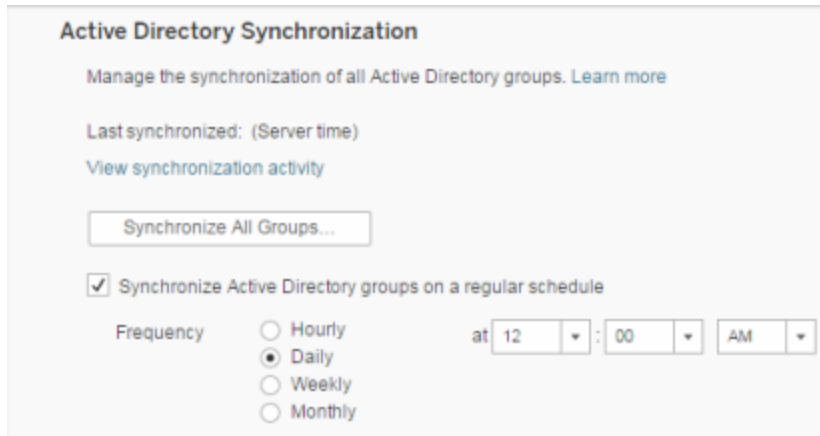 Active Directory Synchronization
Manage the synchronization of all Active Directory groups. Learn more
Last synchronized: (Server time)
View synchronization activity
Synchronize All Groups...
Synchronize Active Directory groups on a regular schedule
Frequency Hourly at 12 : 00 AM
Daily
Weekly
Monthly